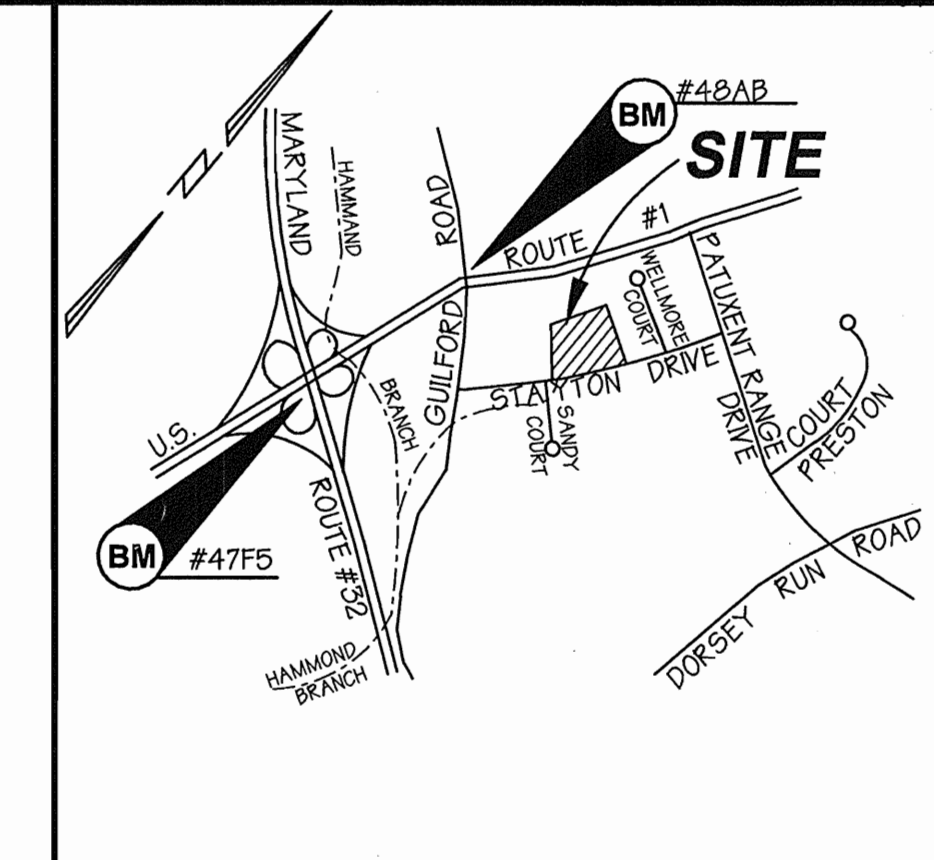 BM #48AB
SITE
MARYLAND
HAMMAND
BRANCH
GUILFORD ROAD
U.S. ROUTE #1
WELLMORE
COURT
PATUXENT RANGE
DRIVE
STAYTON DRIVE
SANDY
COURT
COURT
PRESTON
BM #47F5
ROUTE #32
HAMMOND
BRANCH
DORSEY RUN ROAD